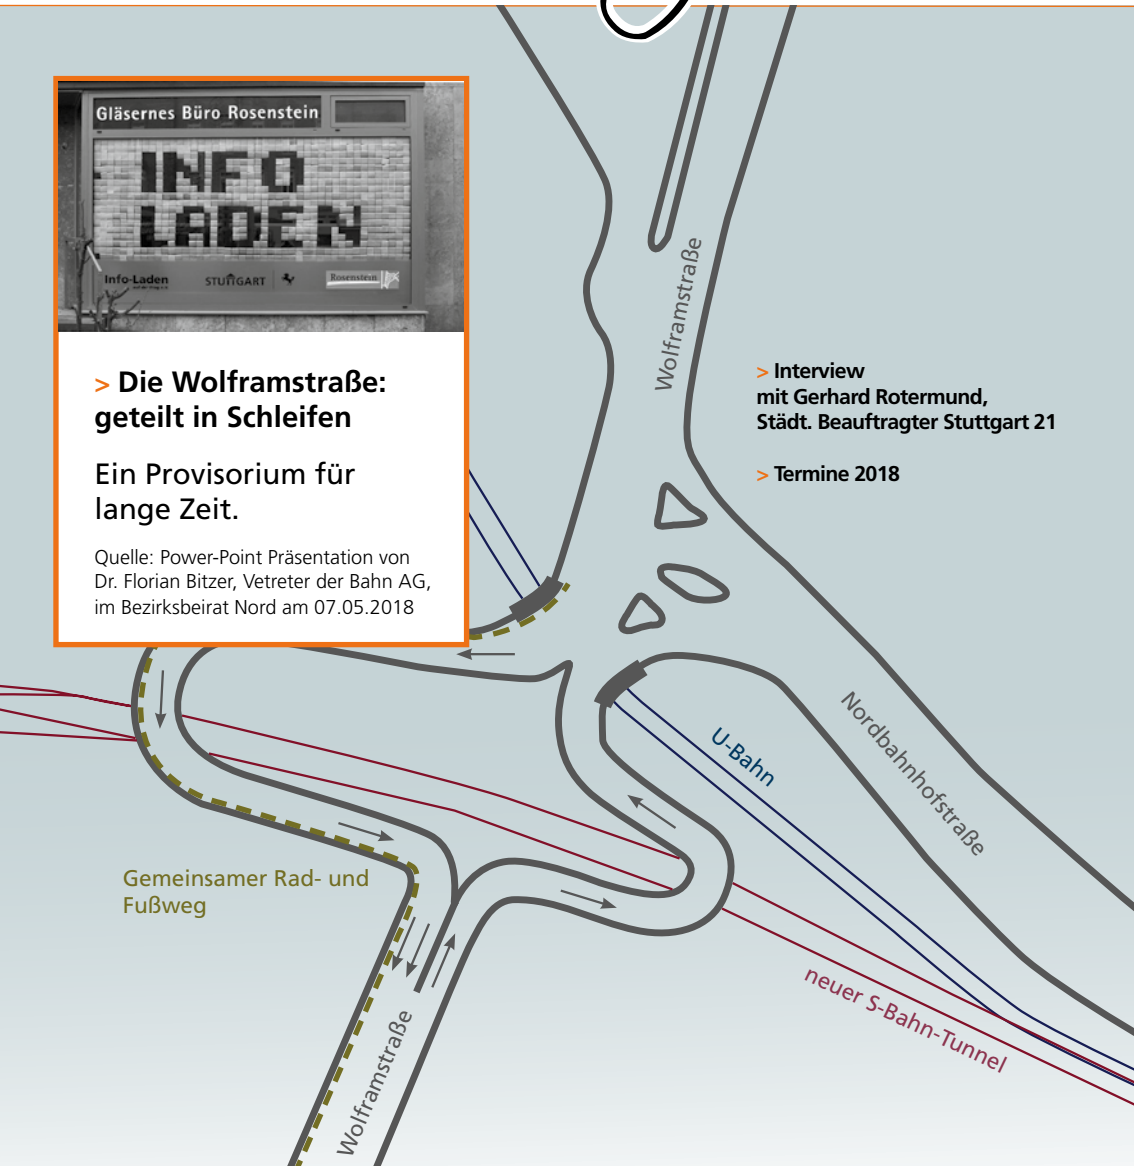 Gläsernes Büro Rosenstein
INFO
LADEN
Info-Laden
STUTTGART
Rosenstein
> Die Wolframstraße:
geteilt in Schleifen
Ein Provisorium für
lange Zeit.
Quelle: Power-Point Präsentation von
Dr. Florian Bitzer, Vetreter der Bahn AG,
im Bezirksbeirat Nord am 07.05.2018
Wolframstraße
> Interview
mit Gerhard Rotermund,
Städt. Beauftragter Stuttgart 21
> Termine 2018
U-Bahn
Nordbahnhofstraße
Gemeinsamer Rad- und
Fußweg
neuer S-Bahn-Tunnel
Wolframstraße